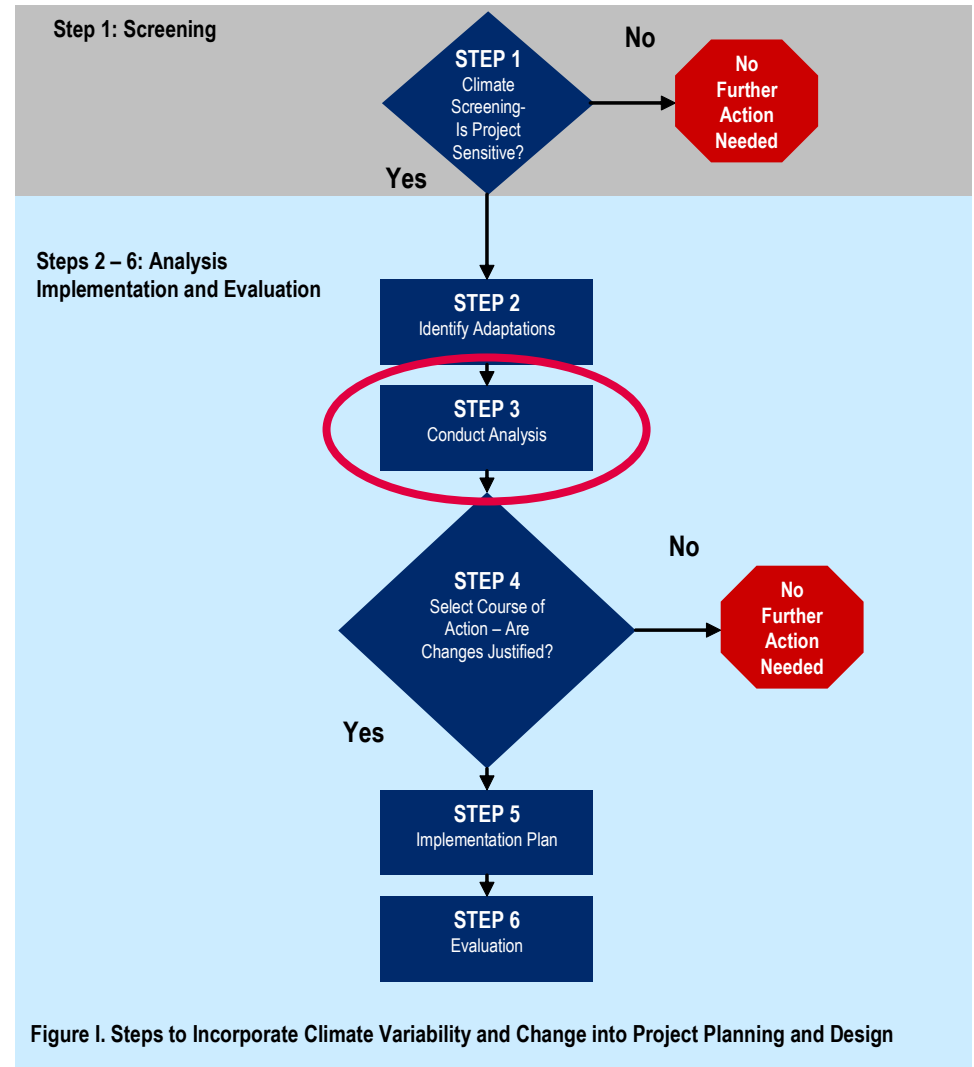 Step 1: Screening
STEP 1
Climate
Screening-
Is Project
Sensitive?
No
No
Further
Action
Needed
Yes
Steps 2 – 6: Analysis
Implementation and Evaluation
STEP 2
Identify Adaptations
STEP 3
Conduct Analysis
STEP 4
Select Course of
Action – Are
Changes Justified?
No
No
Further
Action
Needed
Yes
STEP 5
Implementation Plan
STEP 6
Evaluation
Figure I. Steps to Incorporate Climate Variability and Change into Project Planning and Design